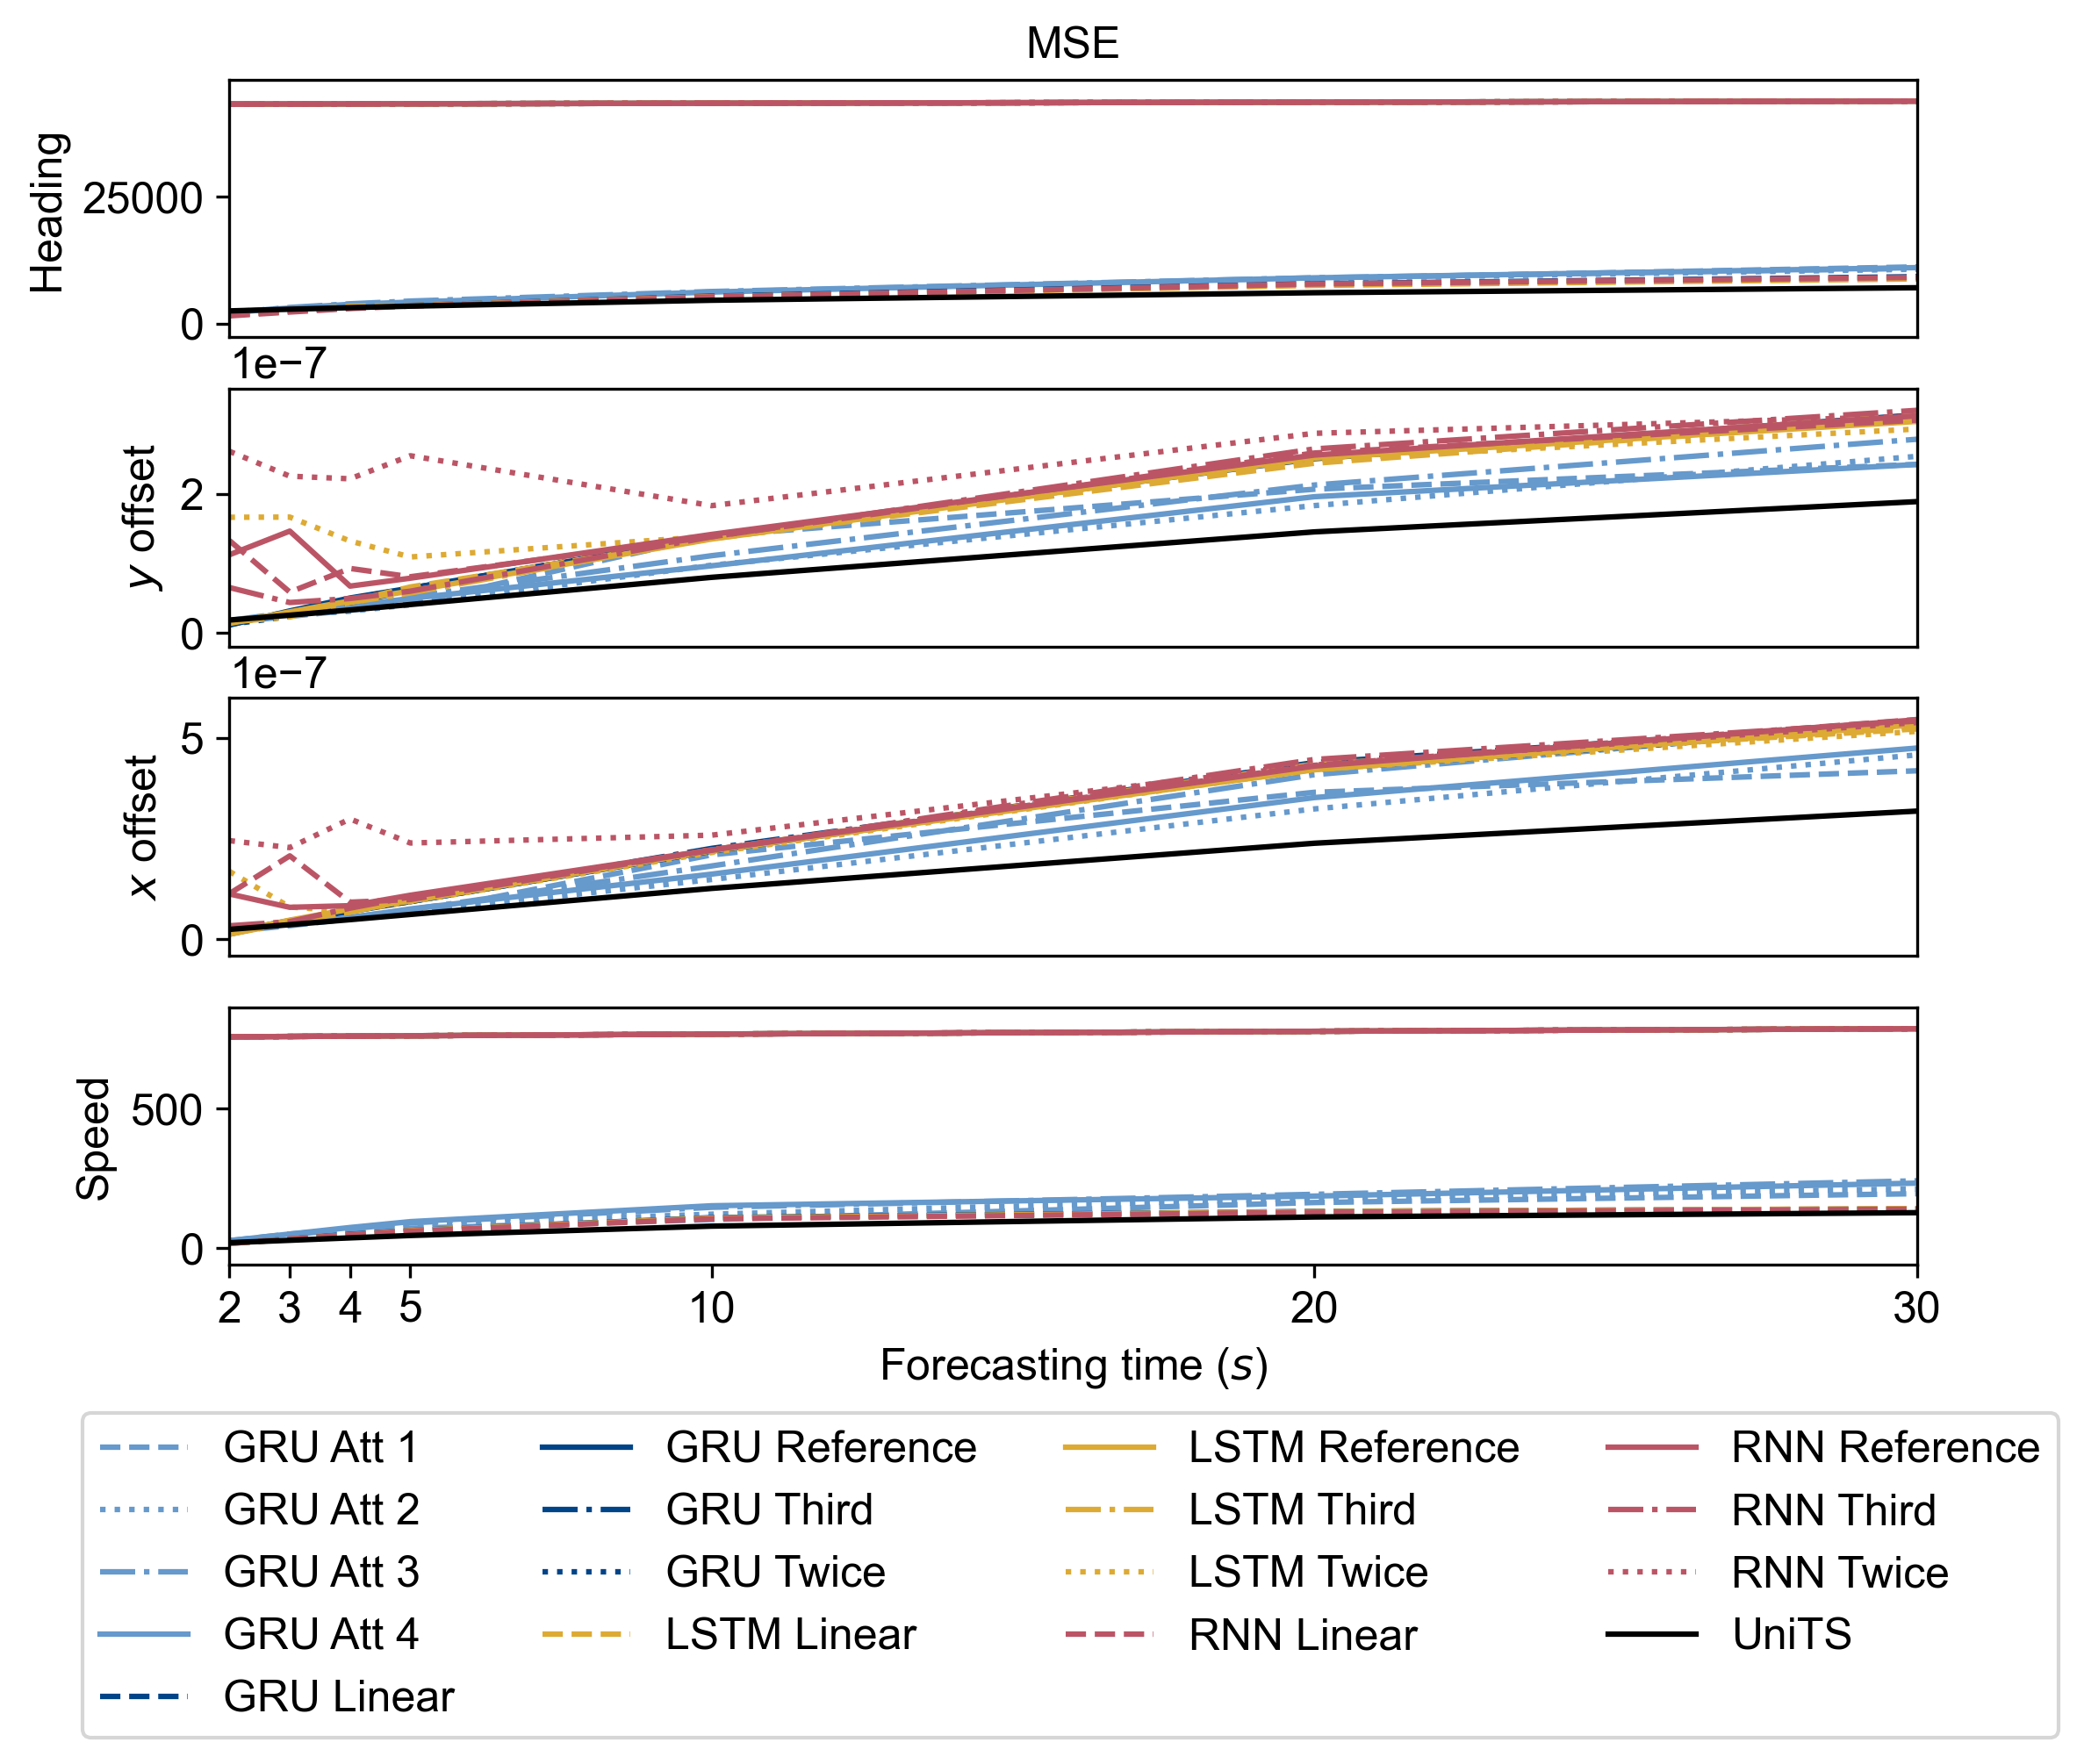 MSE
Heading
25000
0
1e−7
y offset
2
0
1e−7
x offset
5
0
Speed
500
0
2 3 4 5 10 20 30
Forecasting time (s)
GRU Att 1 GRU Reference LSTM Reference RNN Reference
GRU Att 2 GRU Third LSTM Third RNN Third
GRU Att 3 GRU Twice LSTM Twice RNN Twice
GRU Att 4 LSTM Linear RNN Linear UniTS
GRU Linear